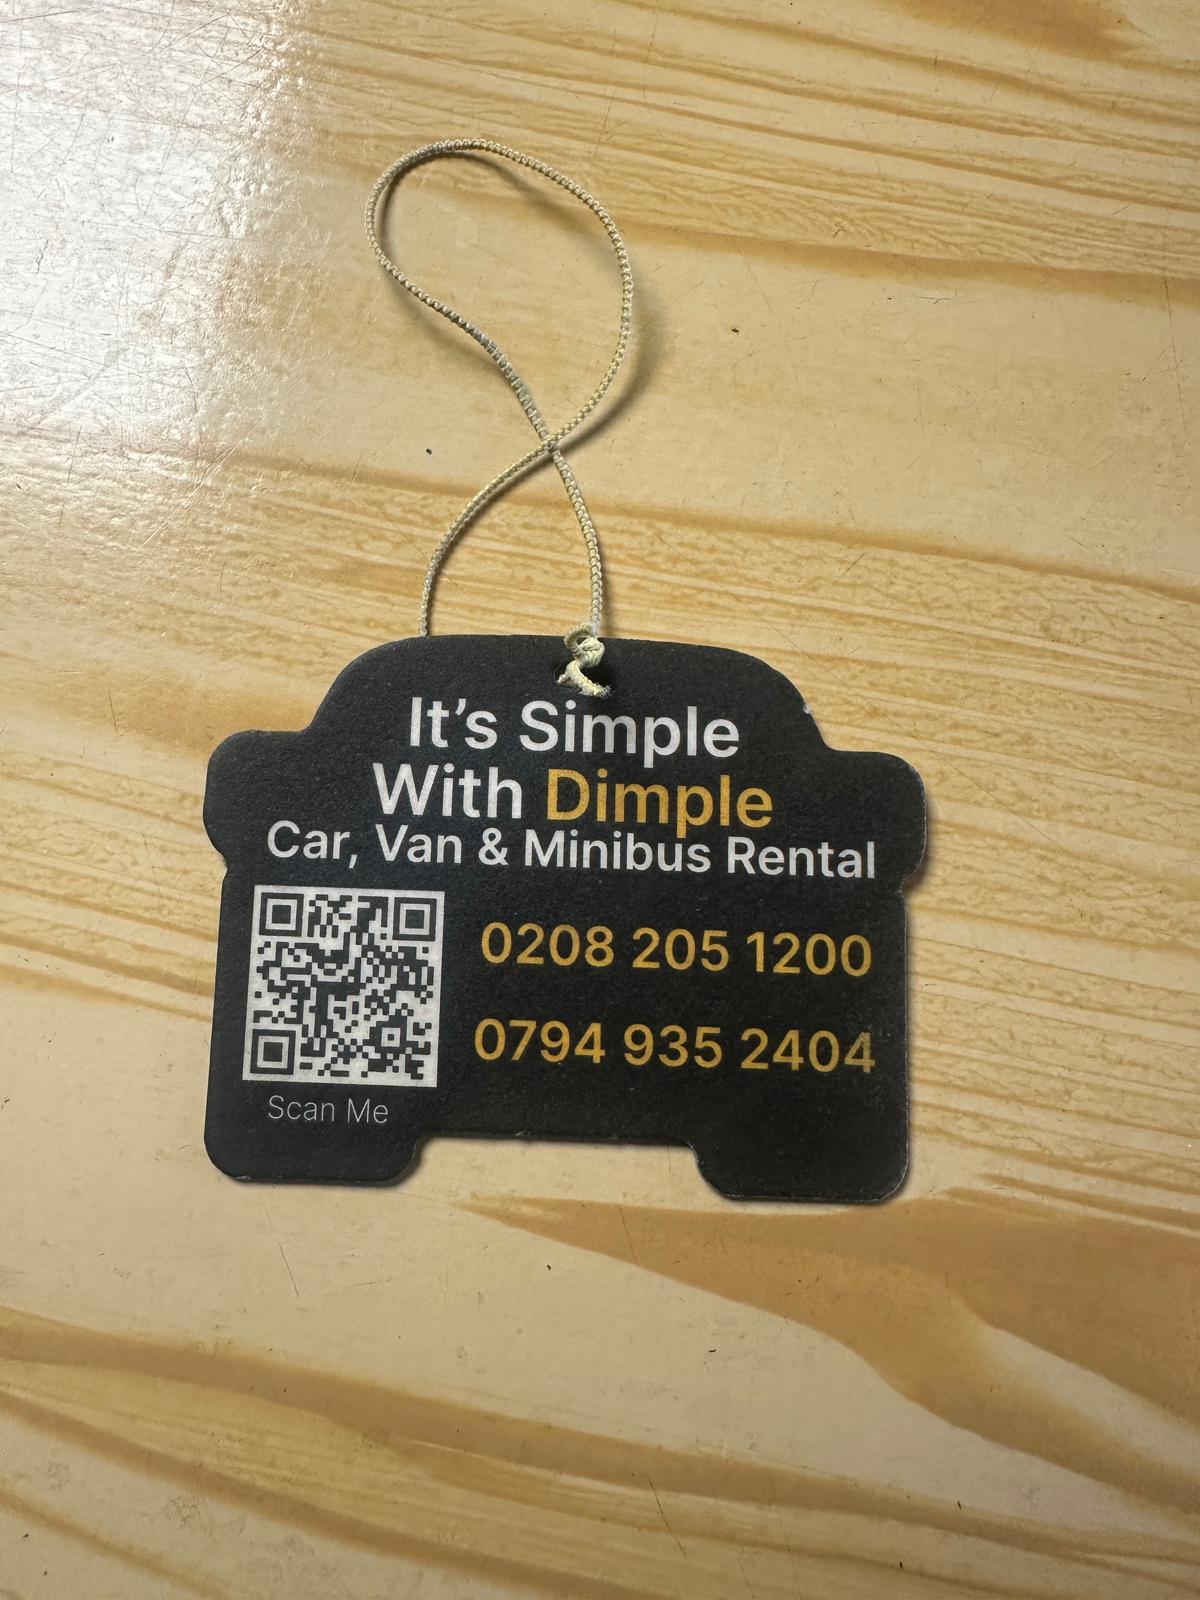 It's Simple
With Dimple
Car, Van & Minibus Rental
0208 205 1200
0794 935 2404
Scan Me